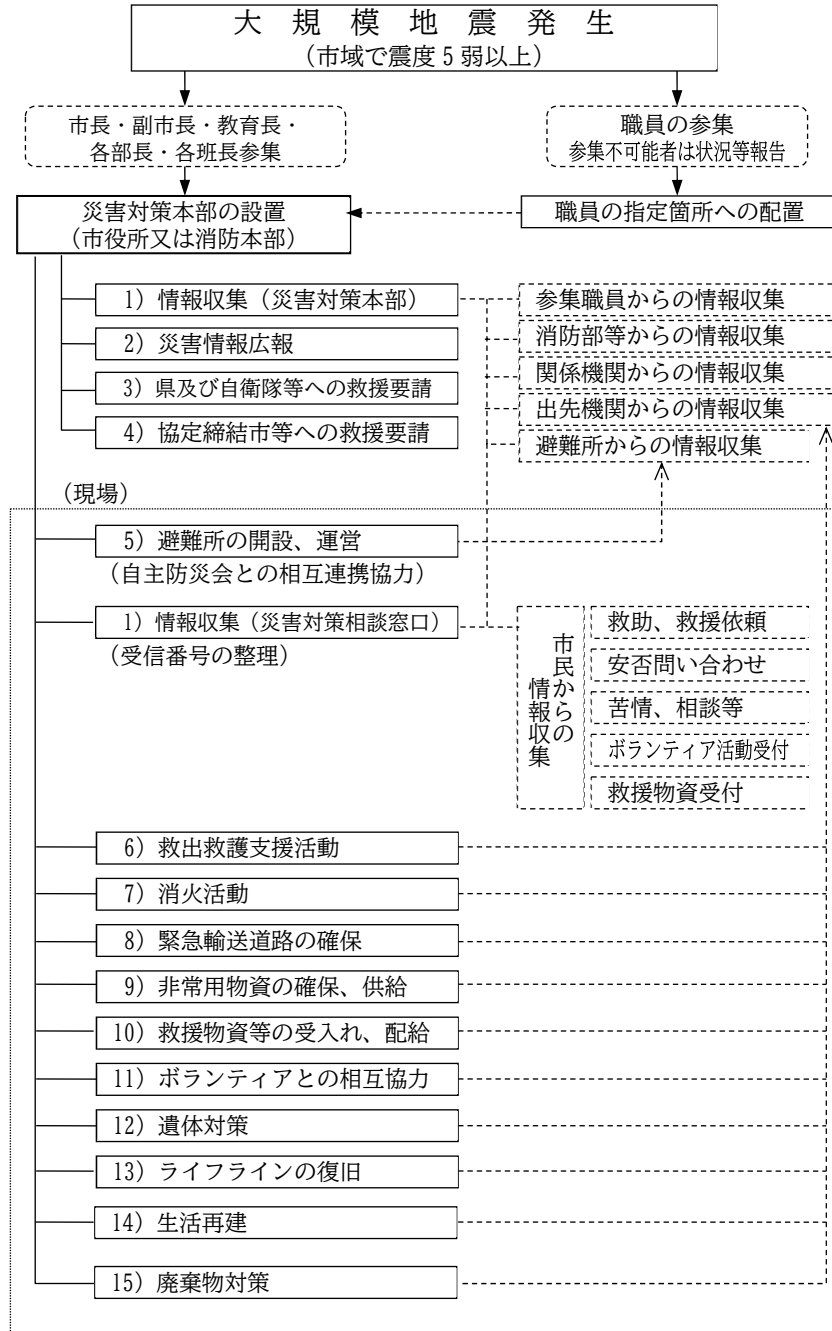 大規模地震発生
(市域で震度5弱以上)
市長・副市長・教育長・
各部長・各班長参集
職員の参集
参集不可能者は状況等報告
災害対策本部の設置
(市役所又は消防本部)
職員の指定箇所への配置
1) 情報収集(災害対策本部)
2) 災害情報広報
3) 県及び自衛隊等への救援要請
4) 協定締結市等への救援要請
参集職員からの情報収集
消防部等からの情報収集
関係機関からの情報収集
出先機関からの情報収集
避難所からの情報収集
(現場)
5) 避難所の開設、運営
(自主防災会との相互連携協力)
1) 情報収集(災害対策相談窓口)
(受信番号の整理)
市民からの
情報収集
救助、救援依頼
安否問い合わせ
苦情、相談等
ボランティア活動受付
救援物資受付
6) 救出救護支援活動
7) 消火活動
8) 緊急輸送道路の確保
9) 非常用物資の確保、供給
10) 救援物資等の受入れ、配給
11) ボランティアとの相互協力
12) 遺体対策
13) ライフラインの復旧
14) 生活再建
15) 廃棄物対策